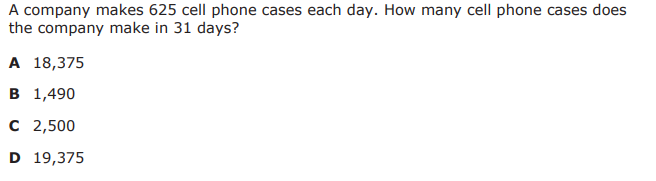 A company makes 625 cell phone cases each day. How many cell phone cases does
the company make in 31 days?
A 18,375
B 1,490
C 2,500
D 19,375